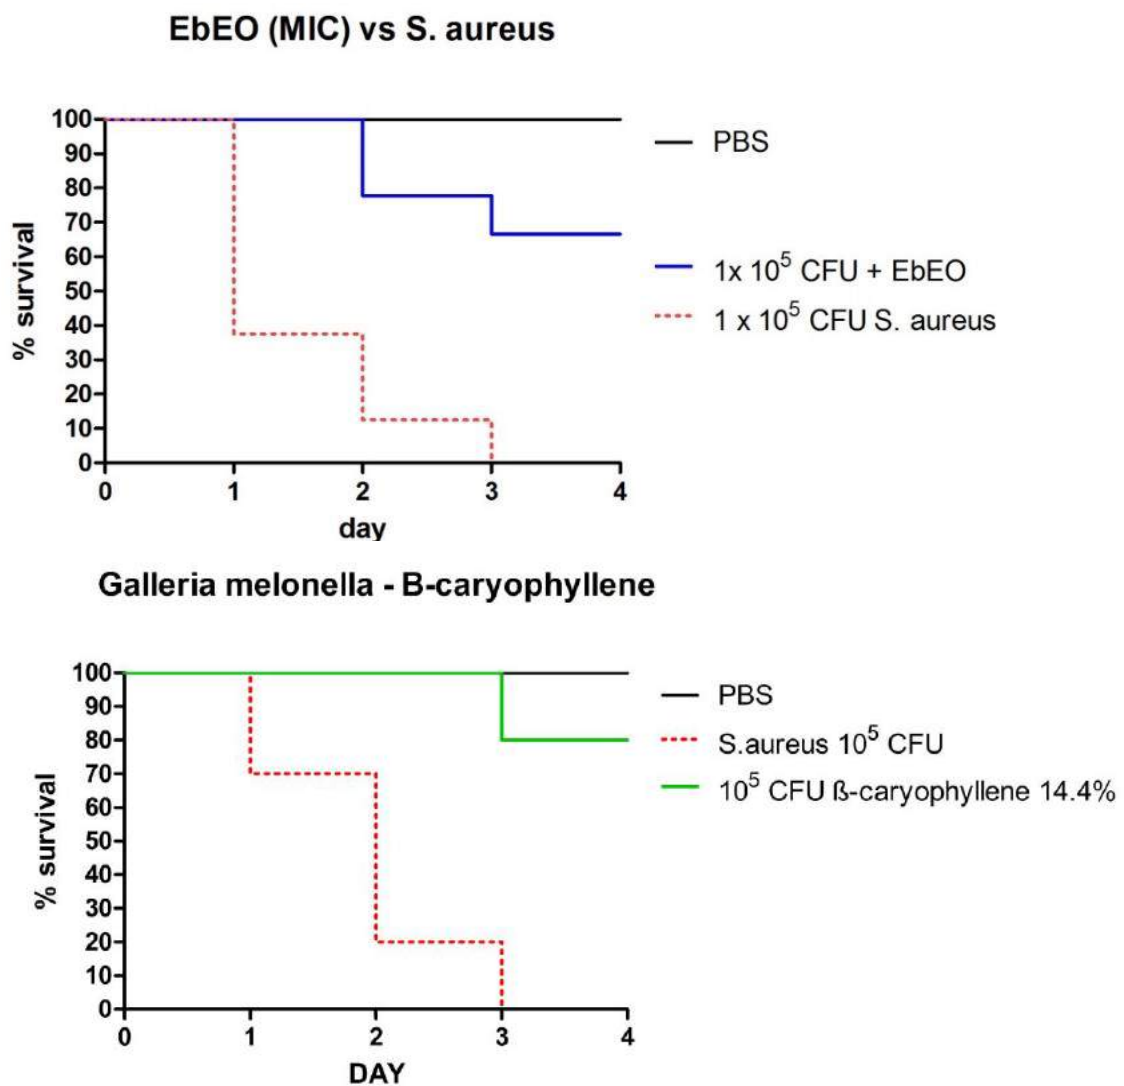 EbEO (MIC) vs S. aureus
100
90
80
70
60
50
40
30
20
10
0
% survival
0 1 2 3 4
day
PBS
1x 10⁵ CFU + EbEO
1 x 10⁵ CFU S. aureus
Galleria melonella - B-caryophyllene
100
90
80
70
60
50
40
30
20
10
0
% survival
0 1 2 3 4
DAY
PBS
S.aureus 10⁵ CFU
10⁵ CFU ß-caryophyllene 14.4%